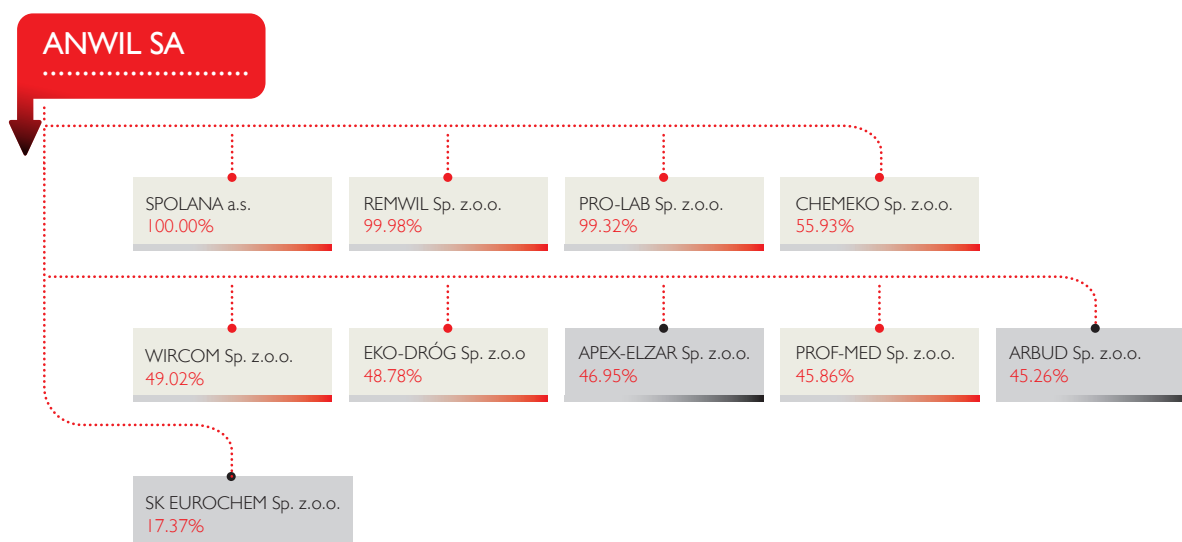 ANWIL SA
SPOLANA a.s.
100.00%
REMWIL Sp. z.o.o.
99.98%
PRO-LAB Sp. z.o.o.
99.32%
CHEMEKO Sp. z.o.o.
55.93%
WIRCOM Sp. z.o.o.
49.02%
EKO-DRÓG Sp. z.o.o
48.78%
APEX-ELZAR Sp. z.o.o.
46.95%
PROF-MED Sp. z.o.o.
45.86%
ARBUD Sp. z.o.o.
45.26%
SK EUROCHEM Sp. z.o.o.
17.37%